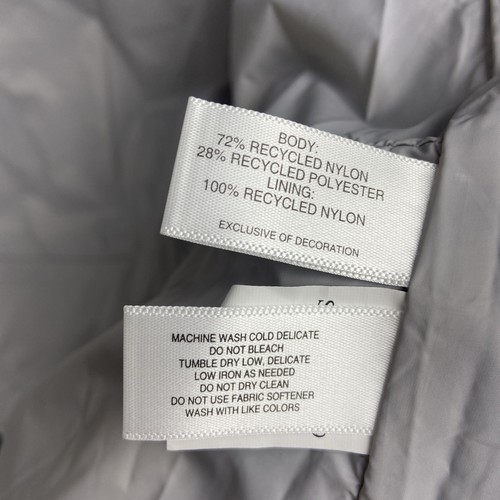 BODY:
72% RECYCLED NYLON
28% RECYCLED POLYESTER
LINING:
100% RECYCLED NYLON
EXCLUSIVE OF DECORATION
MACHINE WASH COLD DELICATE
DO NOT BLEACH
TUMBLE DRY LOW, DELICATE
LOW IRON AS NEEDED
DO NOT DRY CLEAN
DO NOT USE FABRIC SOFTENER
WASH WITH LIKE COLORS